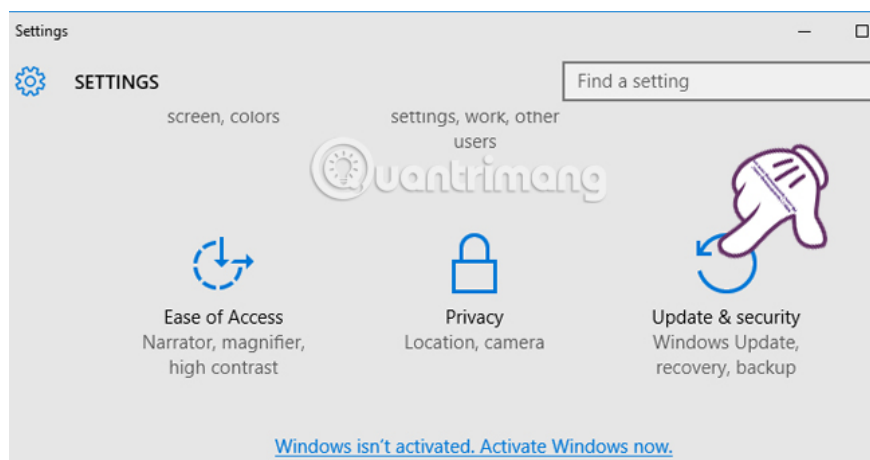 Settings
SETTINGS
Find a setting
screen, colors
settings, work, other
users
Quantrimang
Ease of Access
Narrator, magnifier,
high contrast
Privacy
Location, camera
Update & security
Windows Update,
recovery, backup
Windows isn't activated. Activate Windows now.